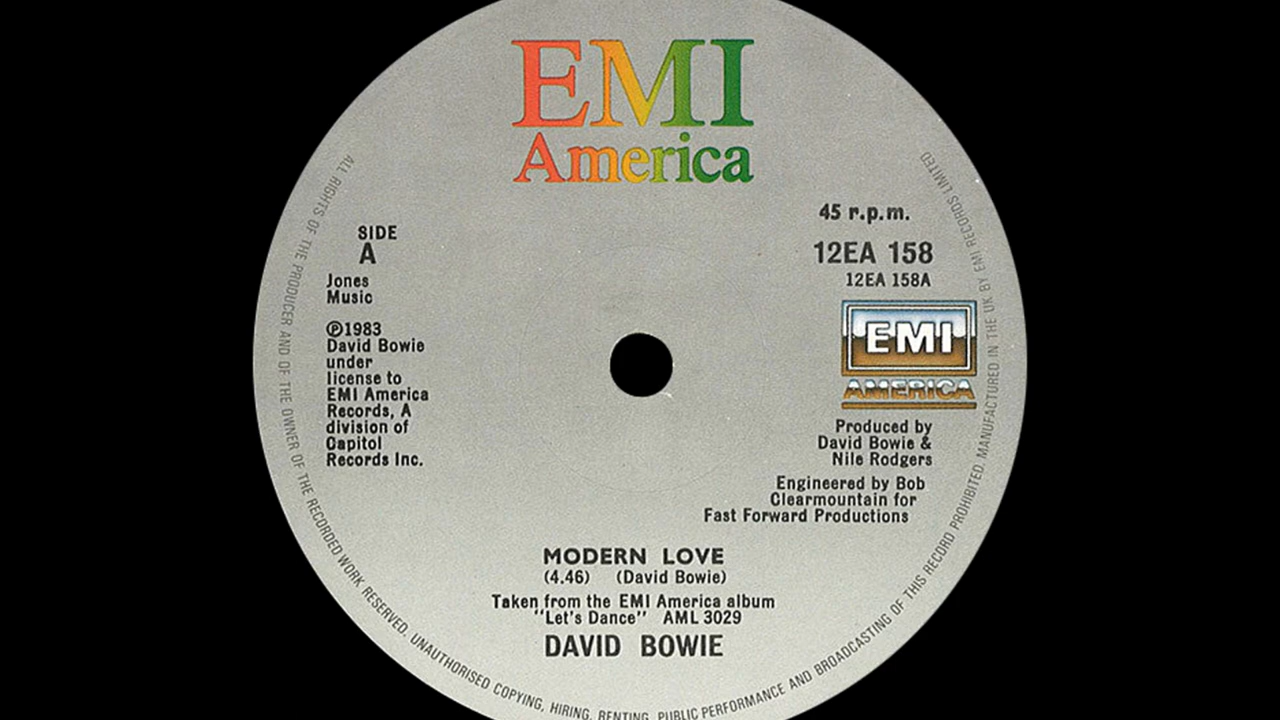 EMI
America
45 r.p.m.
SIDE
A
12EA 158
12EA 158A
Jones
Music
℗1983
David Bowie
under
license to
EMI America
Records, A
division of
Capitol
Records Inc.
EMI
AMERICA
Produced by
David Bowie &
Nile Rodgers
Engineered by Bob
Clearmountain for
Fast Forward Productions
MODERN LOVE
(4.46) (David Bowie)
Taken from the EMI America album
"Let's Dance" AML 3029
DAVID BOWIE
ALL RIGHTS OF THE PRODUCER AND OF THE OWNER OF THE RECORDED WORK RESERVED. UNAUTHORISED COPYING, HIRING, RENTING, PUBLIC PERFORMANCE AND BROADCASTING OF THIS RECORD PROHIBITED. MANUFACTURED IN THE UK BY EMI RECORDS LIMITED